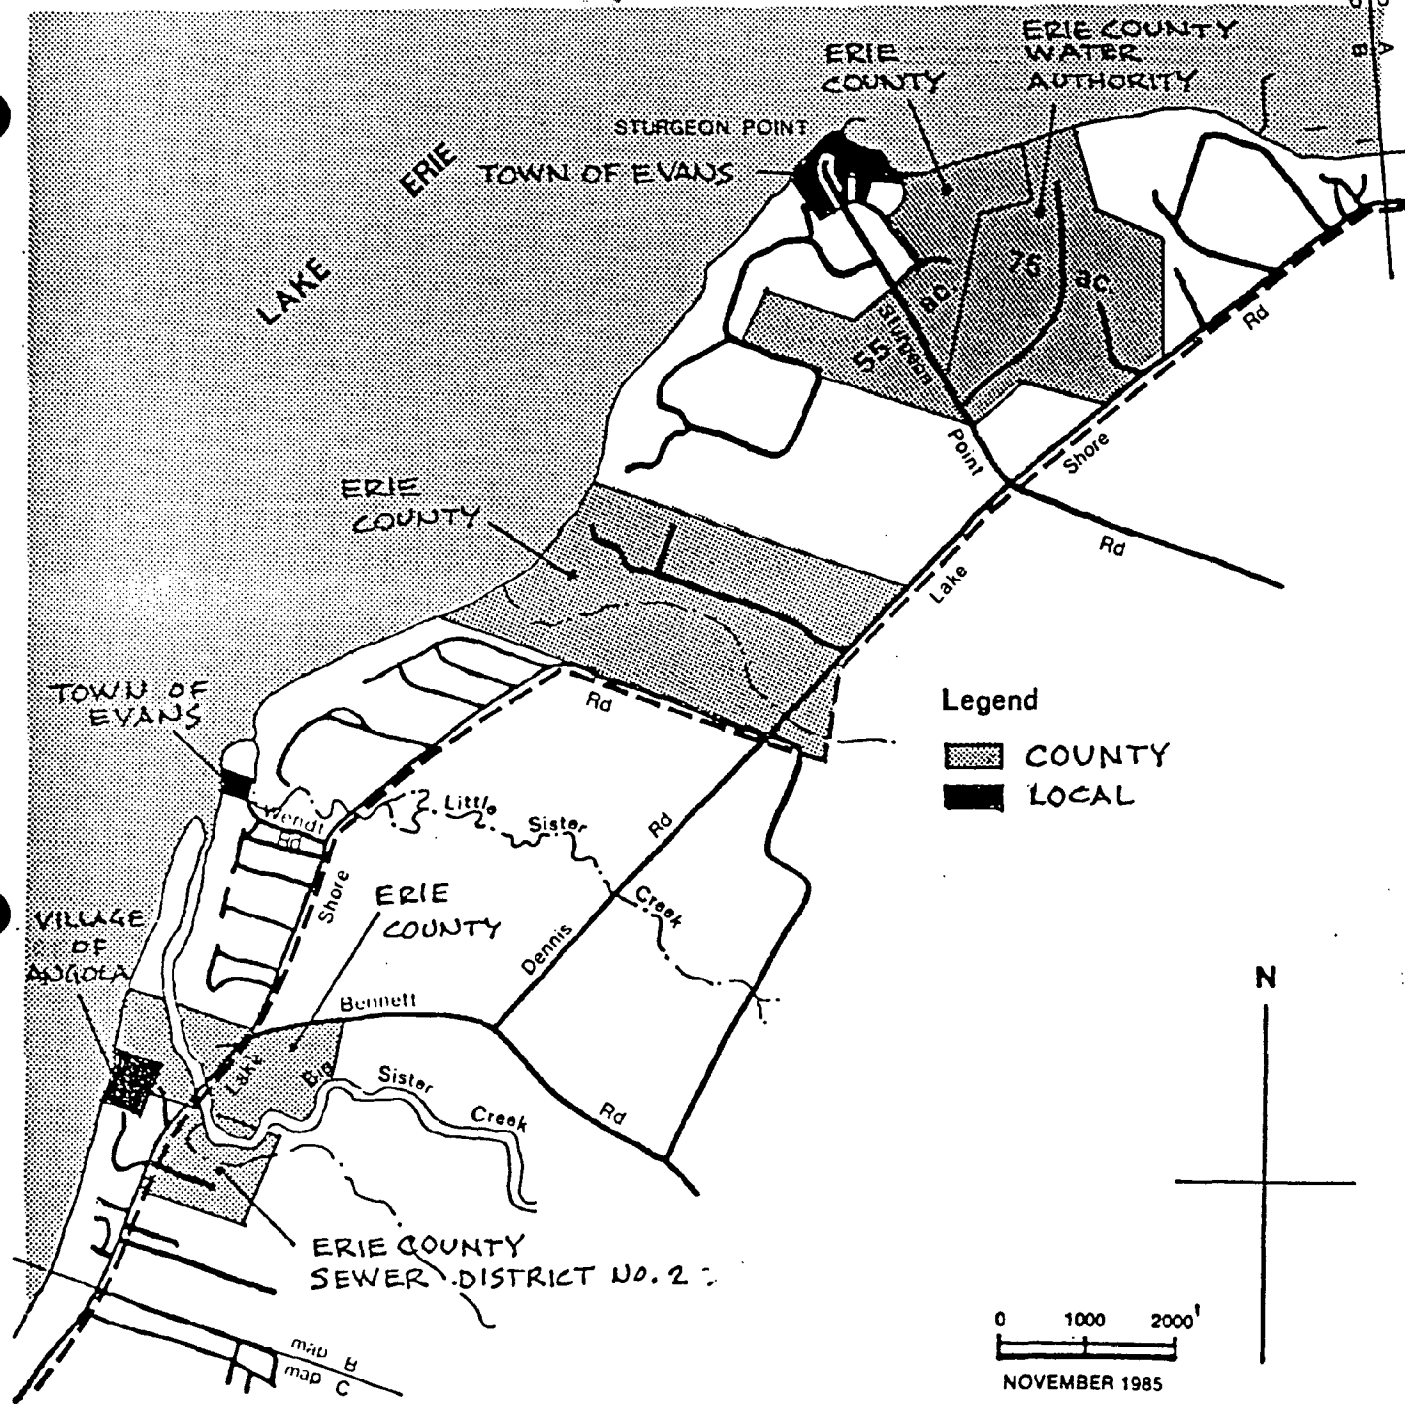 ERIE COUNTY
WATER
AUTHORITY
ERIE
COUNTY
A
B
STURGEON POINT
TOWN OF EVANS
LAKE ERIE
76 ac.
55 ac.
Sturgeon Point Rd
Lake Shore Rd
ERIE
COUNTY
Rd
TOWN OF
EVANS
Legend
COUNTY
LOCAL
Wendt
Rd
Little Sister Creek
Dennis Rd
Lake Shore
ERIE
COUNTY
VILLAGE
OF
ANGOLA
Bennett Rd
Big Sister Creek
N
ERIE COUNTY
SEWER DISTRICT NO. 2
map B
map C
0 1000 2000'
NOVEMBER 1985